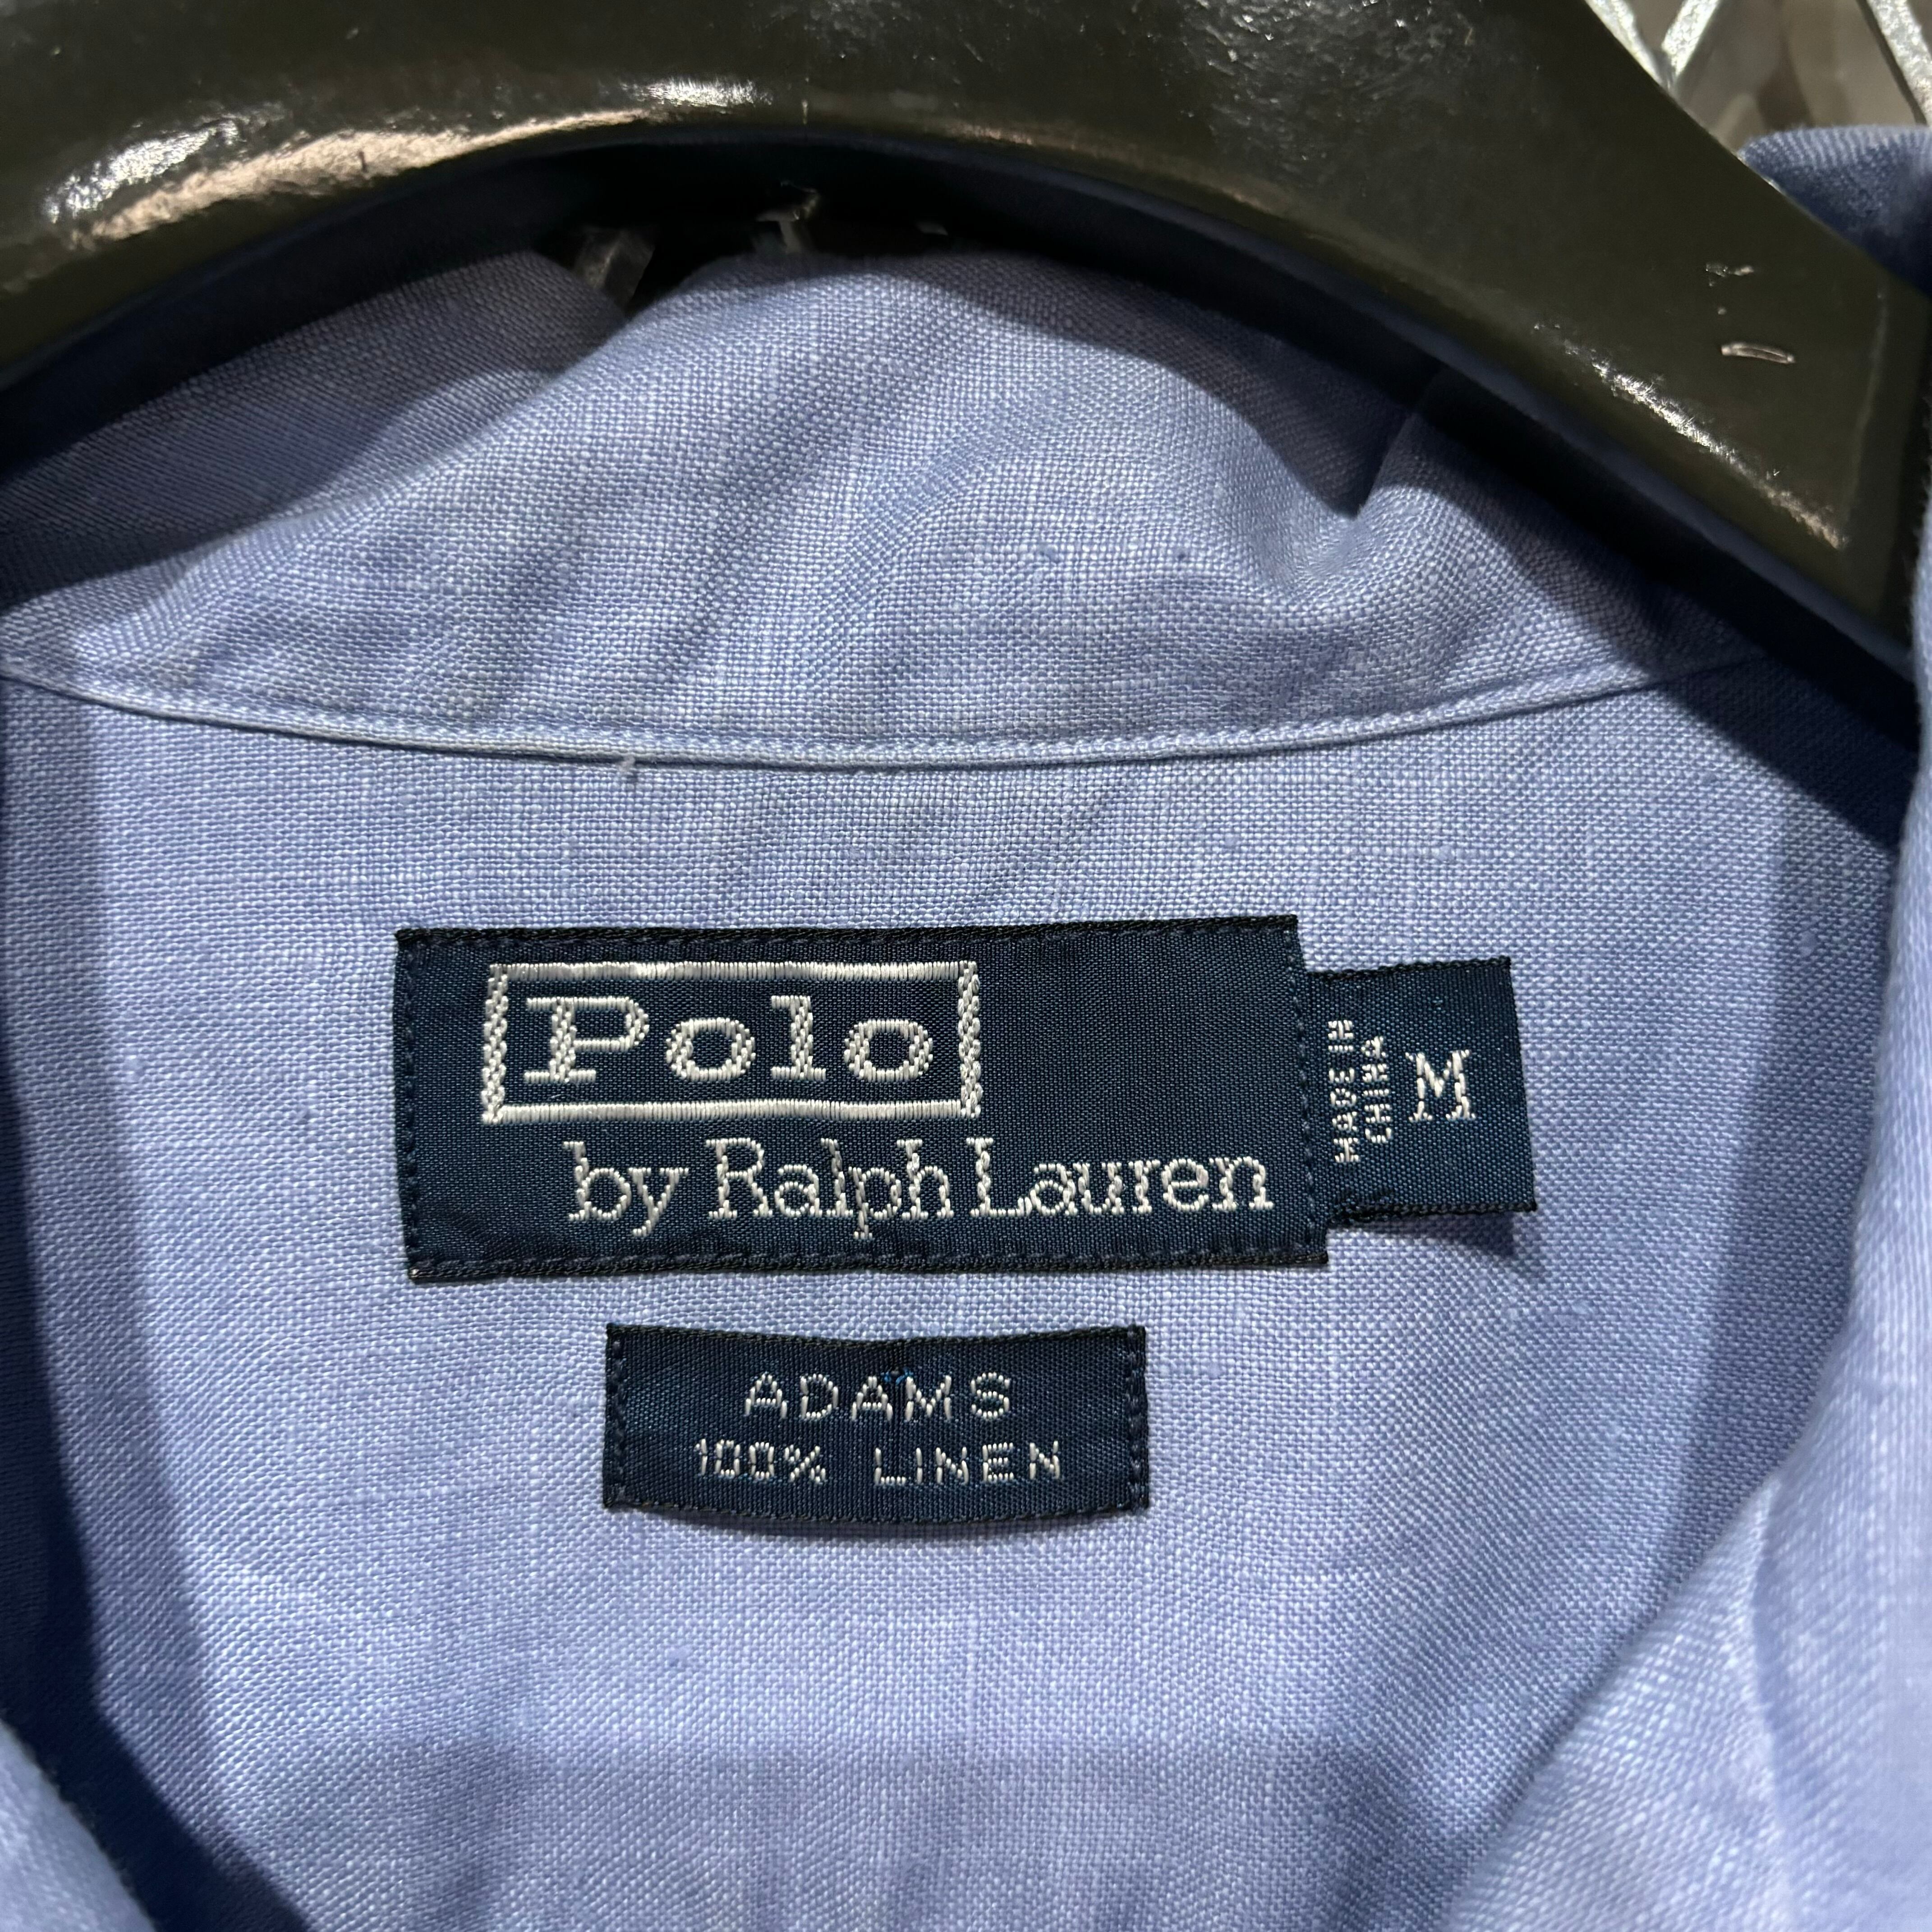 Polo
by Ralph Lauren
MADE IN
CHINA
M
ADAMS
100% LINEN